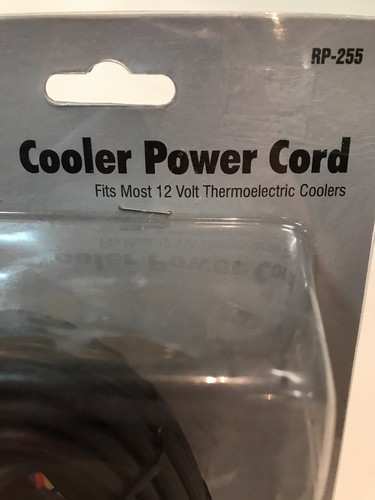 RP-255
Cooler Power Cord
Fits Most 12 Volt Thermoelectric Coolers